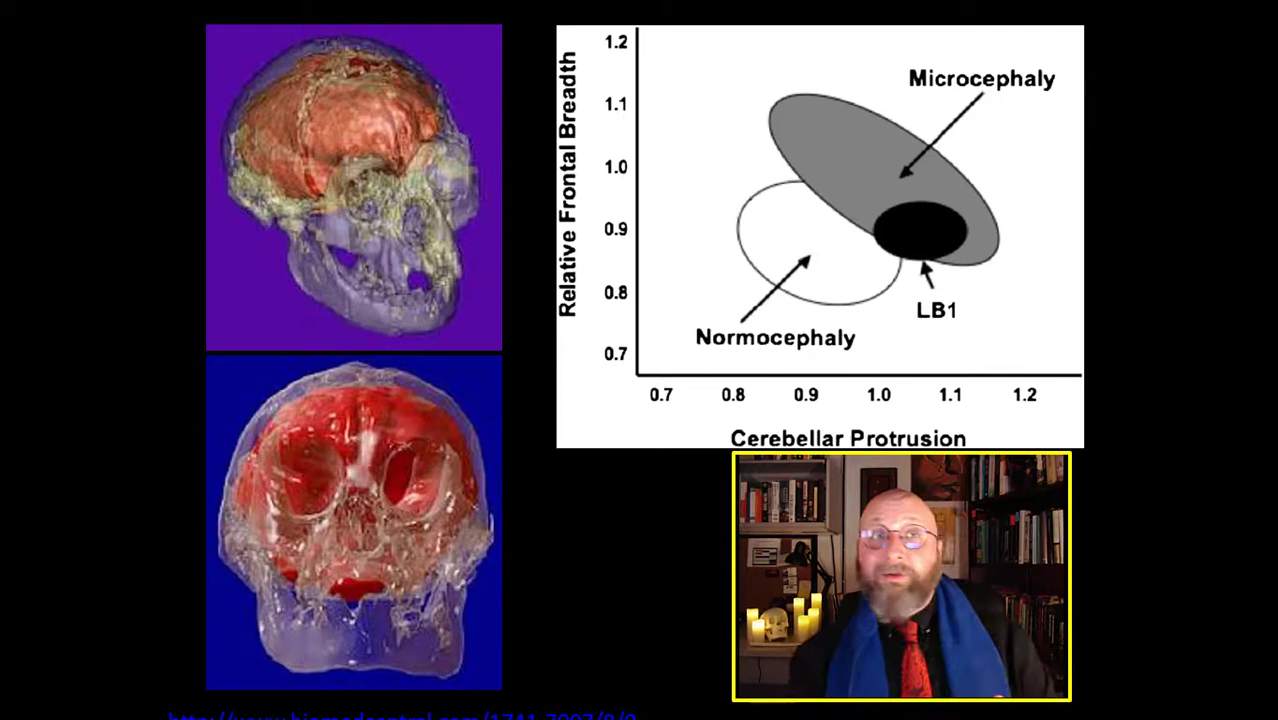 1.2
1.1
1.0
0.9
0.8
0.7
Relative Frontal Breadth
Microcephaly
LB1
Normocephaly
0.7 0.8 0.9 1.0 1.1 1.2
Cerebellar Protrusion